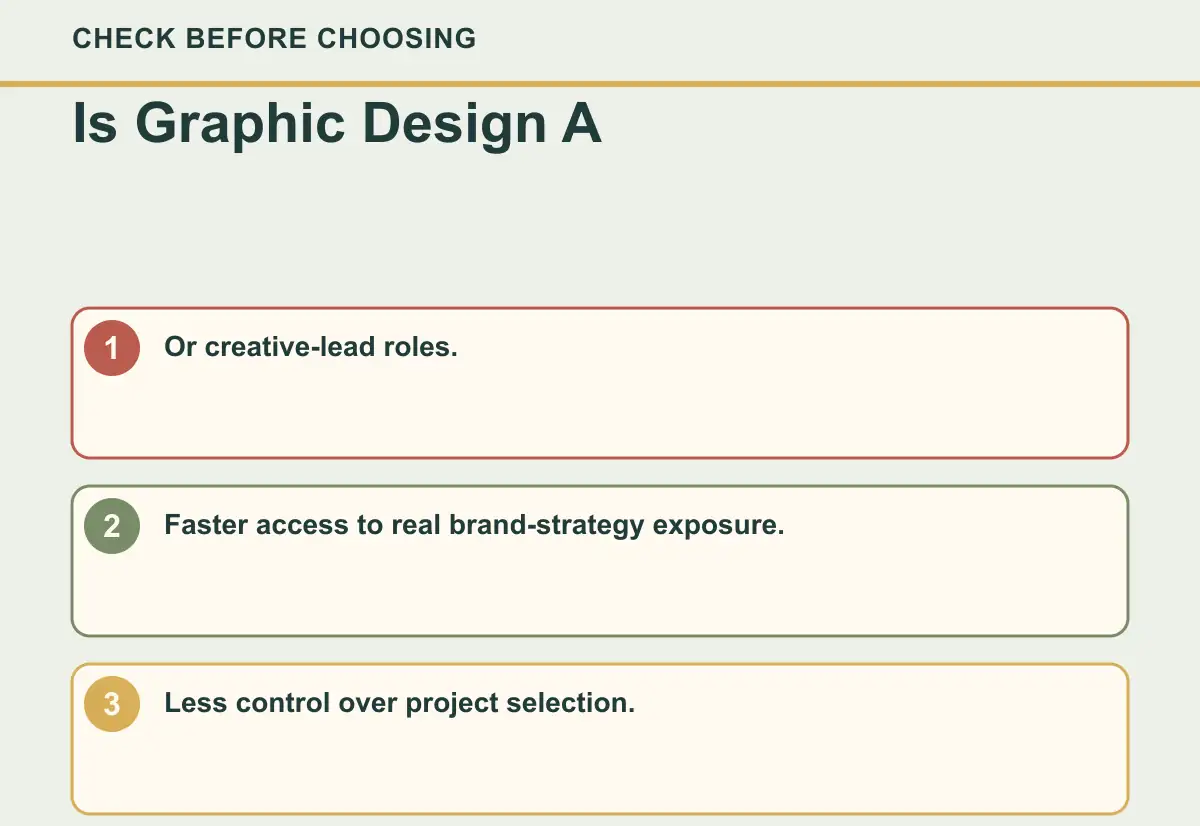 CHECK BEFORE CHOOSING
Is Graphic Design A
1 Or creative-lead roles.
2 Faster access to real brand-strategy exposure.
3 Less control over project selection.